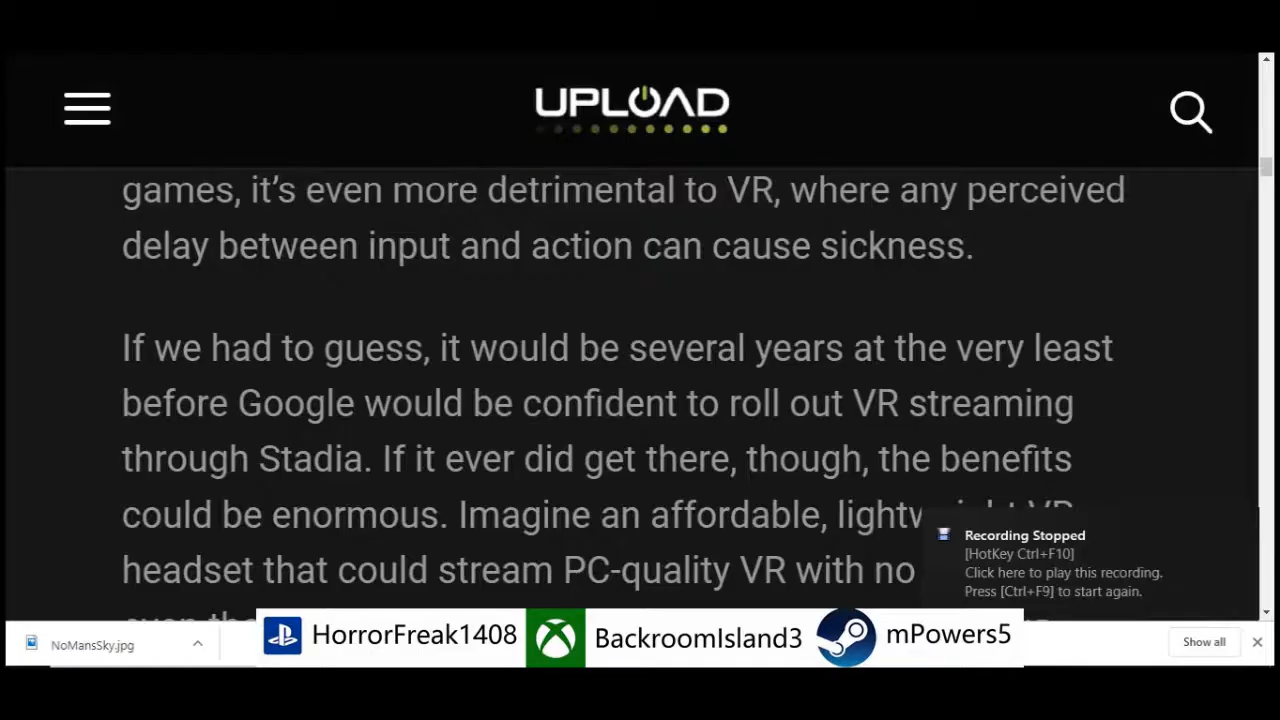 UPLOAD
games, it's even more detrimental to VR, where any perceived
delay between input and action can cause sickness.
If we had to guess, it would be several years at the very least
before Google would be confident to roll out VR streaming
through Stadia. If it ever did get there, though, the benefits
could be enormous. Imagine an affordable,
headset that could stream PC-quality VR with no
Recording Stopped
[HotKey Ctrl+F10]
Click here to play this recording.
Press [Ctrl+F9] to start again.
NoMansSky.jpg
HorrorFreak1408
BackroomIsland3
mPowers5
Show all